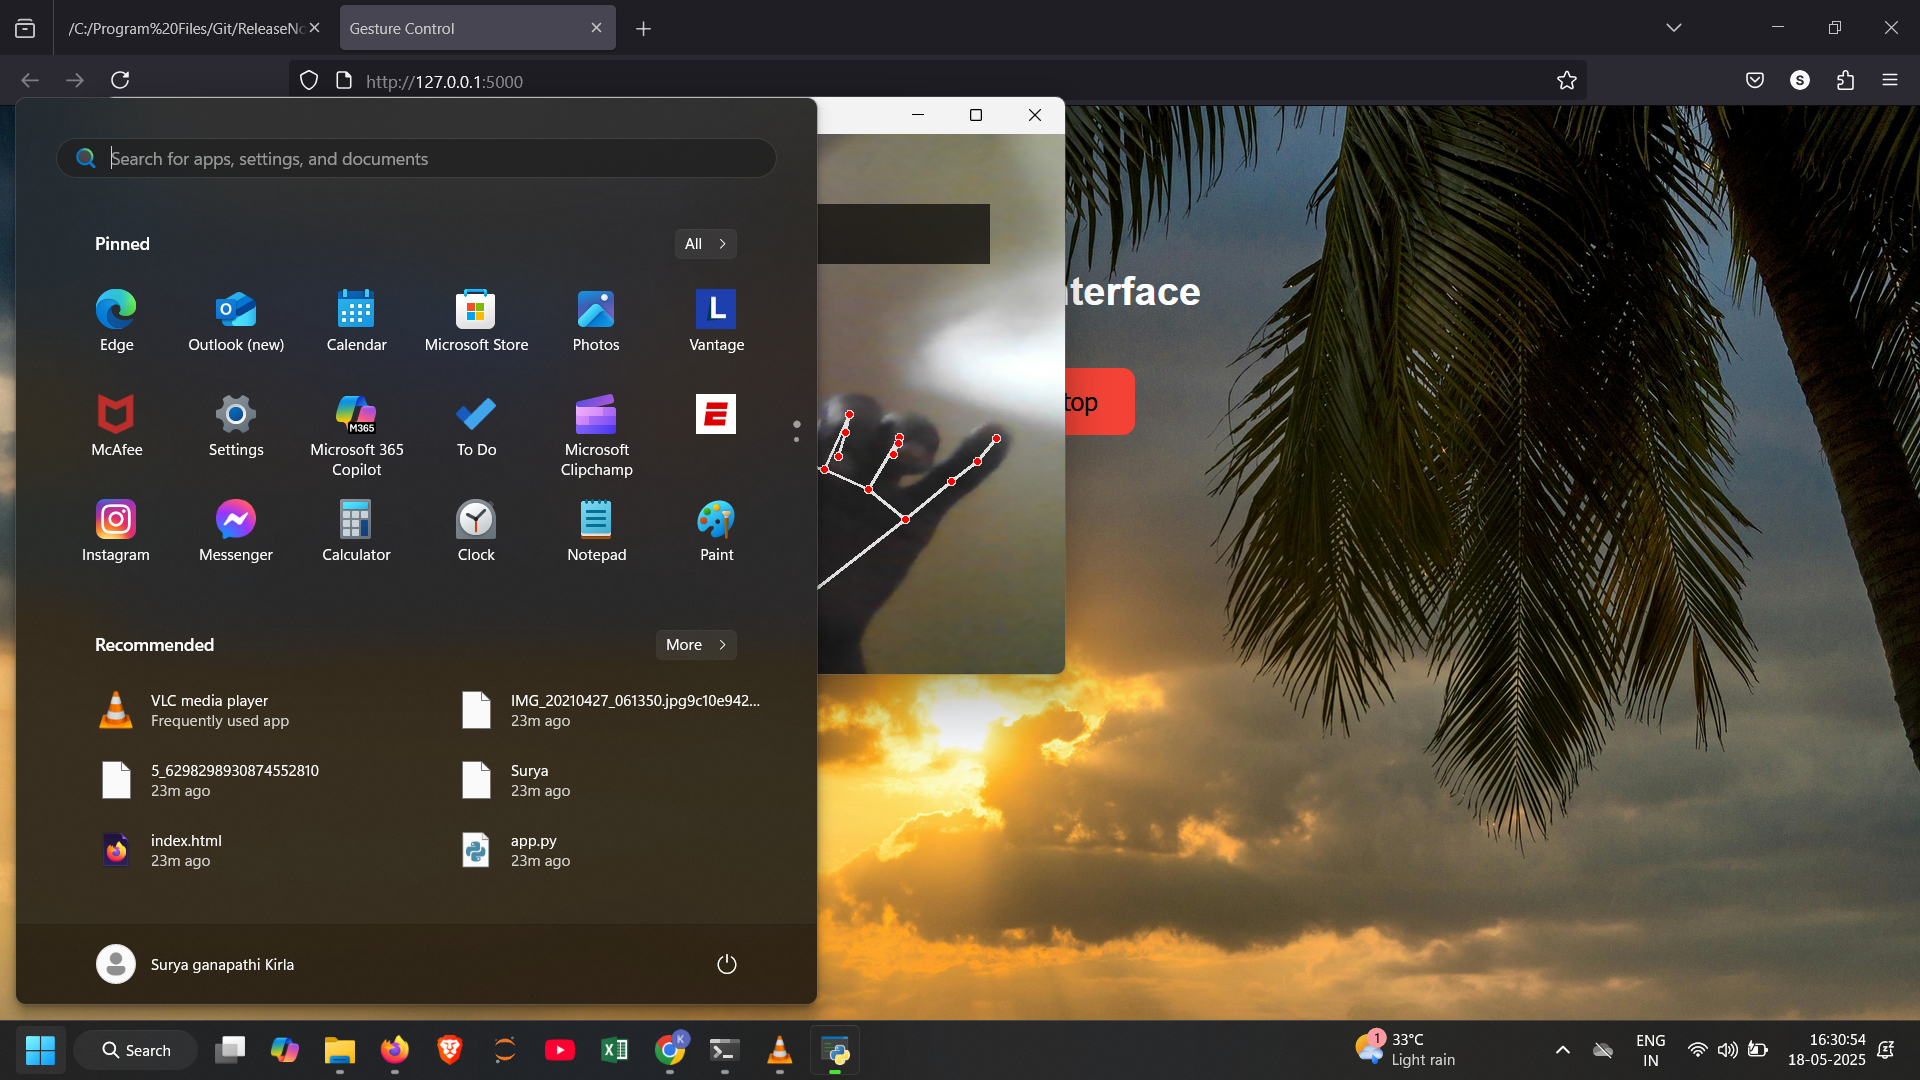 /C:/Program%20Files/Git/ReleaseNo
Gesture Control
http://127.0.0.1:5000
S
Search for apps, settings, and documents
Pinned
All
Edge
Outlook (new)
Calendar
Microsoft Store
Photos
Vantage
McAfee
Settings
Microsoft 365
Copilot
To Do
Microsoft
Clipchamp
Instagram
Messenger
Calculator
Clock
Notepad
Paint
M365
L
E
nterface
top
Recommended
More
VLC media player
Frequently used app
IMG_20210427_061350.jpg9c10e942...
23m ago
5_6298298930874552810
23m ago
Surya
23m ago
index.html
23m ago
app.py
23m ago
Surya ganapathi Kirla
Search
K
1
33°C
Light rain
ENG
IN
16:30:54
18-05-2025